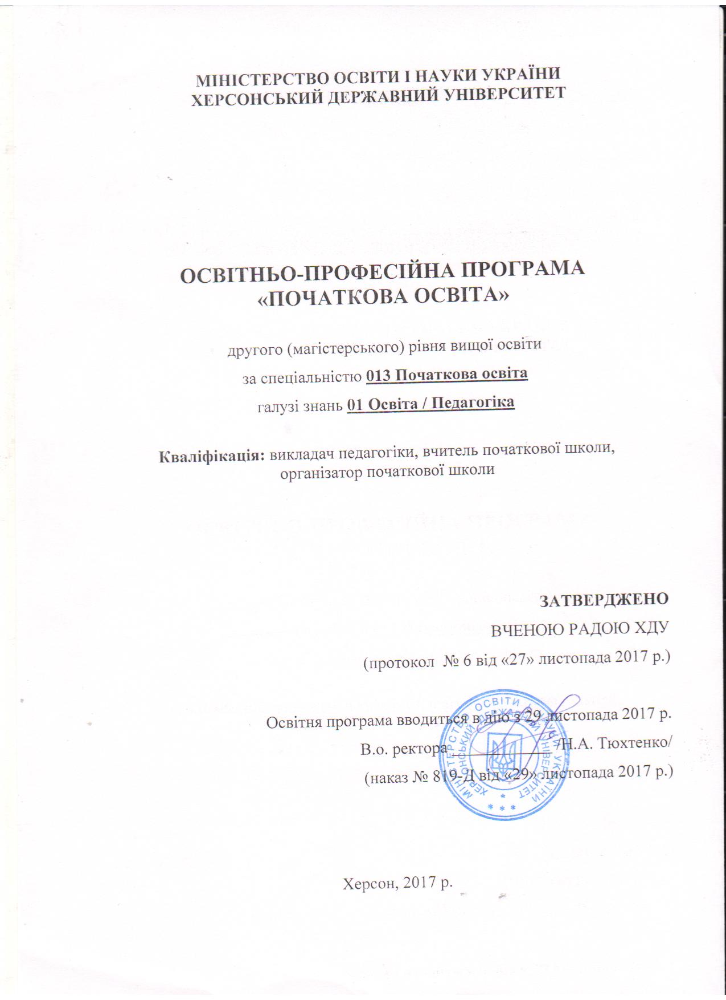 МІНІСТЕРСТВО ОСВІТИ І НАУКИ УКРАЇНИ
ХЕРСОНСЬКИЙ ДЕРЖАВНИЙ УНІВЕРСИТЕТ
ОСВІТНЬО-ПРОФЕСІЙНА ПРОГРАМА
«ПОЧАТКОВА ОСВІТА»
другого (магістерського) рівня вищої освіти
за спеціальністю 013 Початкова освіта
галузі знань 01 Освіта / Педагогіка
Кваліфікація: викладач педагогіки, вчитель початкової школи,
організатор початкової школи
ЗАТВЕРДЖЕНО
ВЧЕНОЮ РАДОЮ ХДУ
(протокол № 6 від «27» листопада 2017 р.)
Освітня програма вводиться в дію з 29 листопада 2017 р.
В.о. ректора ____________ /Н.А. Тюхтенко/
(наказ № 819-Д від «29» листопада 2017 р.)
МІНІСТЕРСТВО ОСВІТИ І НАУКИ УКРАЇНИ
ХЕРСОНСЬКИЙ ДЕРЖАВНИЙ УНІВЕРСИТЕТ
Херсон, 2017 р.